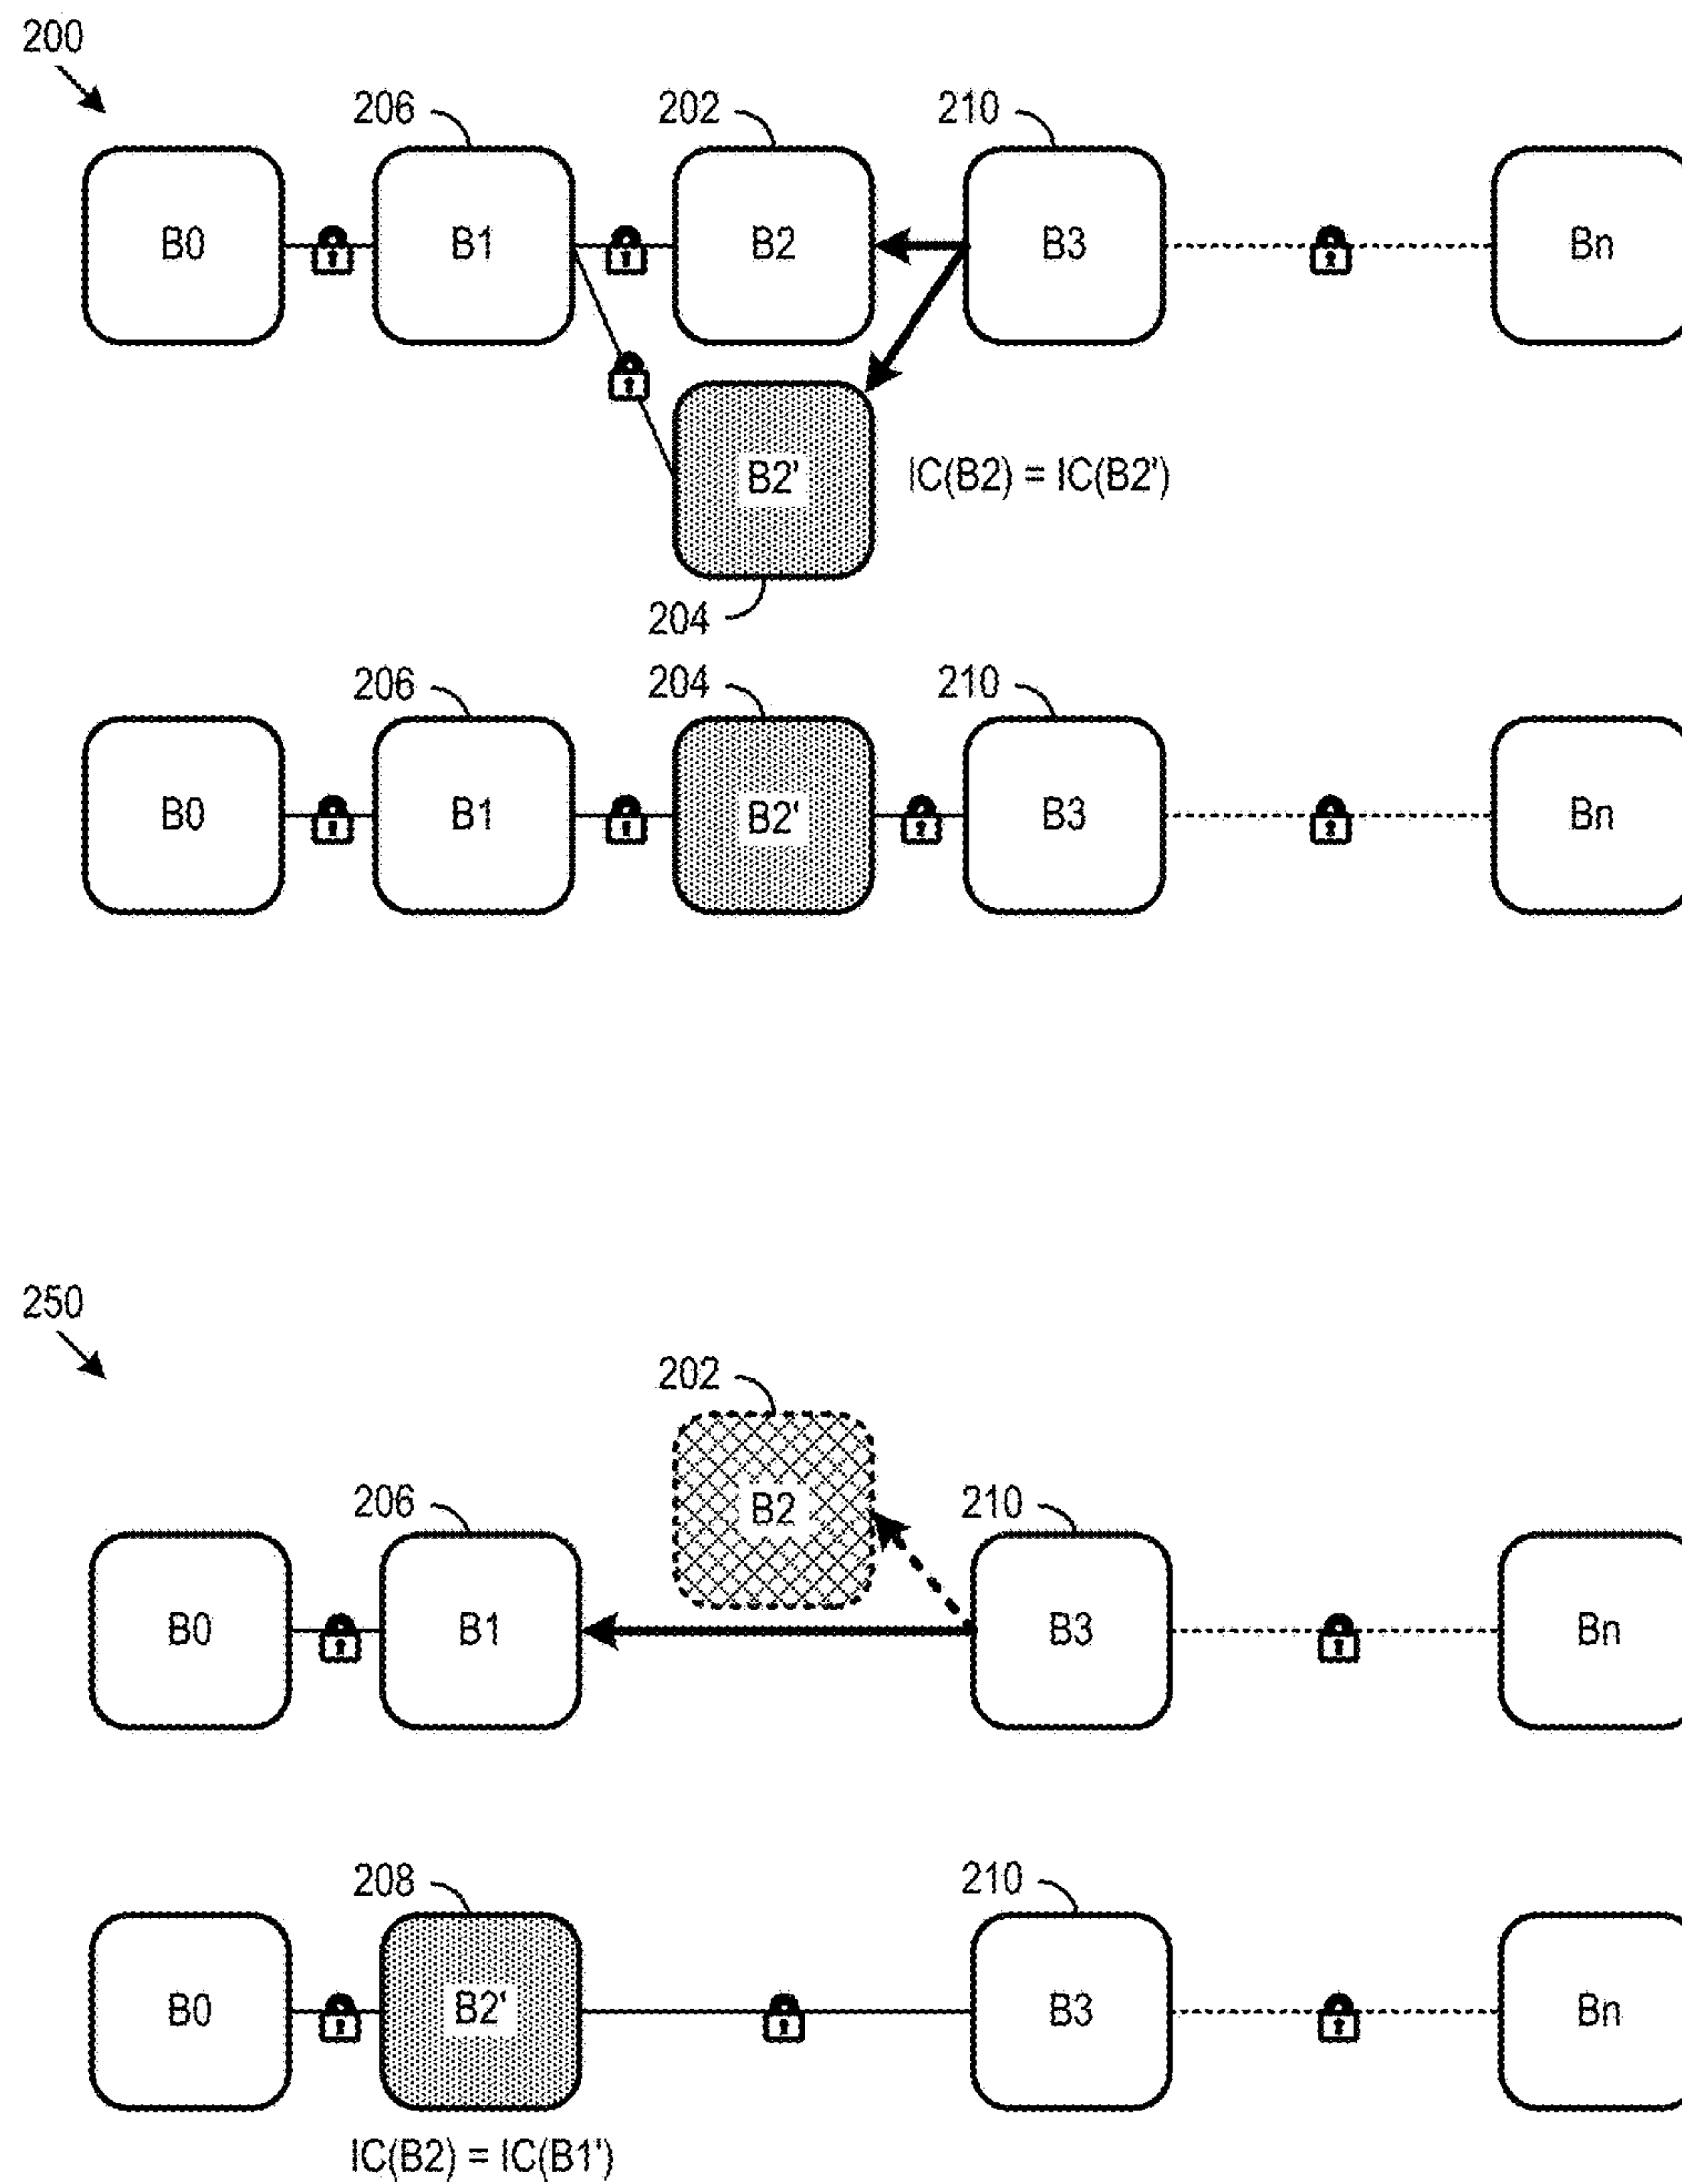 200
206 202 210
B0 B1 B2 B3 Bn
B2' IC(B2) = IC(B2')
204
206 204 210
B0 B1 B2' B3 Bn
250
202
B2
206 210
B0 B1 B3 Bn
208 210
B0 B2' B3 Bn
IC(B2) = IC(B1')